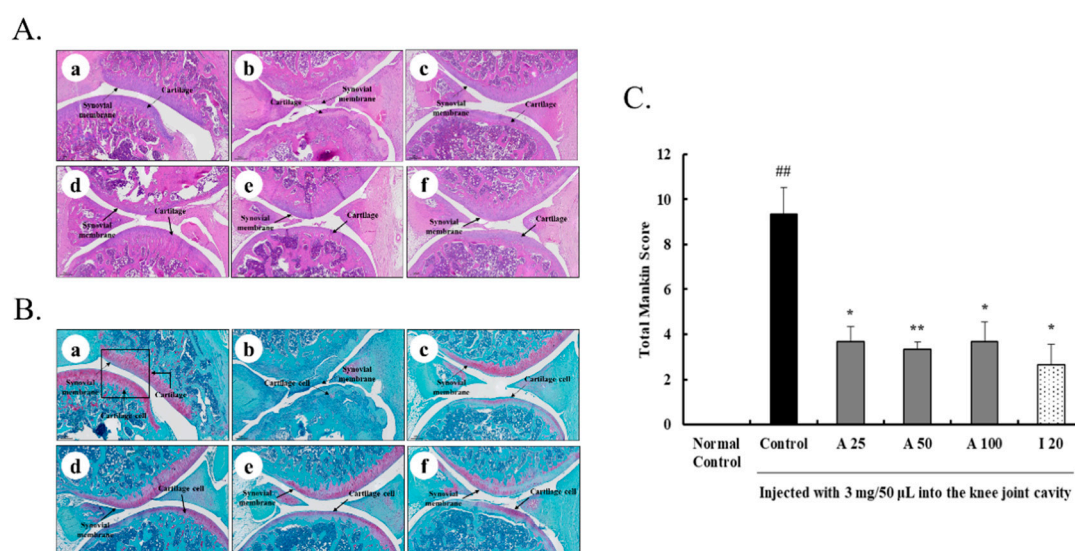 A.
a
Synovial
membrane
Cartilage
b
Synovial
membrane
Cartilage
c
Synovial
membrane
Cartilage
d
Synovial
membrane
Cartilage
e
Synovial
membrane
Cartilage
f
Synovial
membrane
Cartilage
B.
a
Synovial
membrane
Cartilage
Cartilage cell
b
Synovial
membrane
Cartilage cell
c
Synovial
membrane
Cartilage cell
d
Synovial
membrane
Cartilage cell
e
Synovial
membrane
Cartilage cell
f
Synovial
membrane
Cartilage cell
C.
Total Mankin Score
12
10
8
6
4
2
0
##
*
**
*
*
Normal
Control
Control
A 25
A 50
A 100
I 20
Injected with 3 mg/50 μL into the knee joint cavity